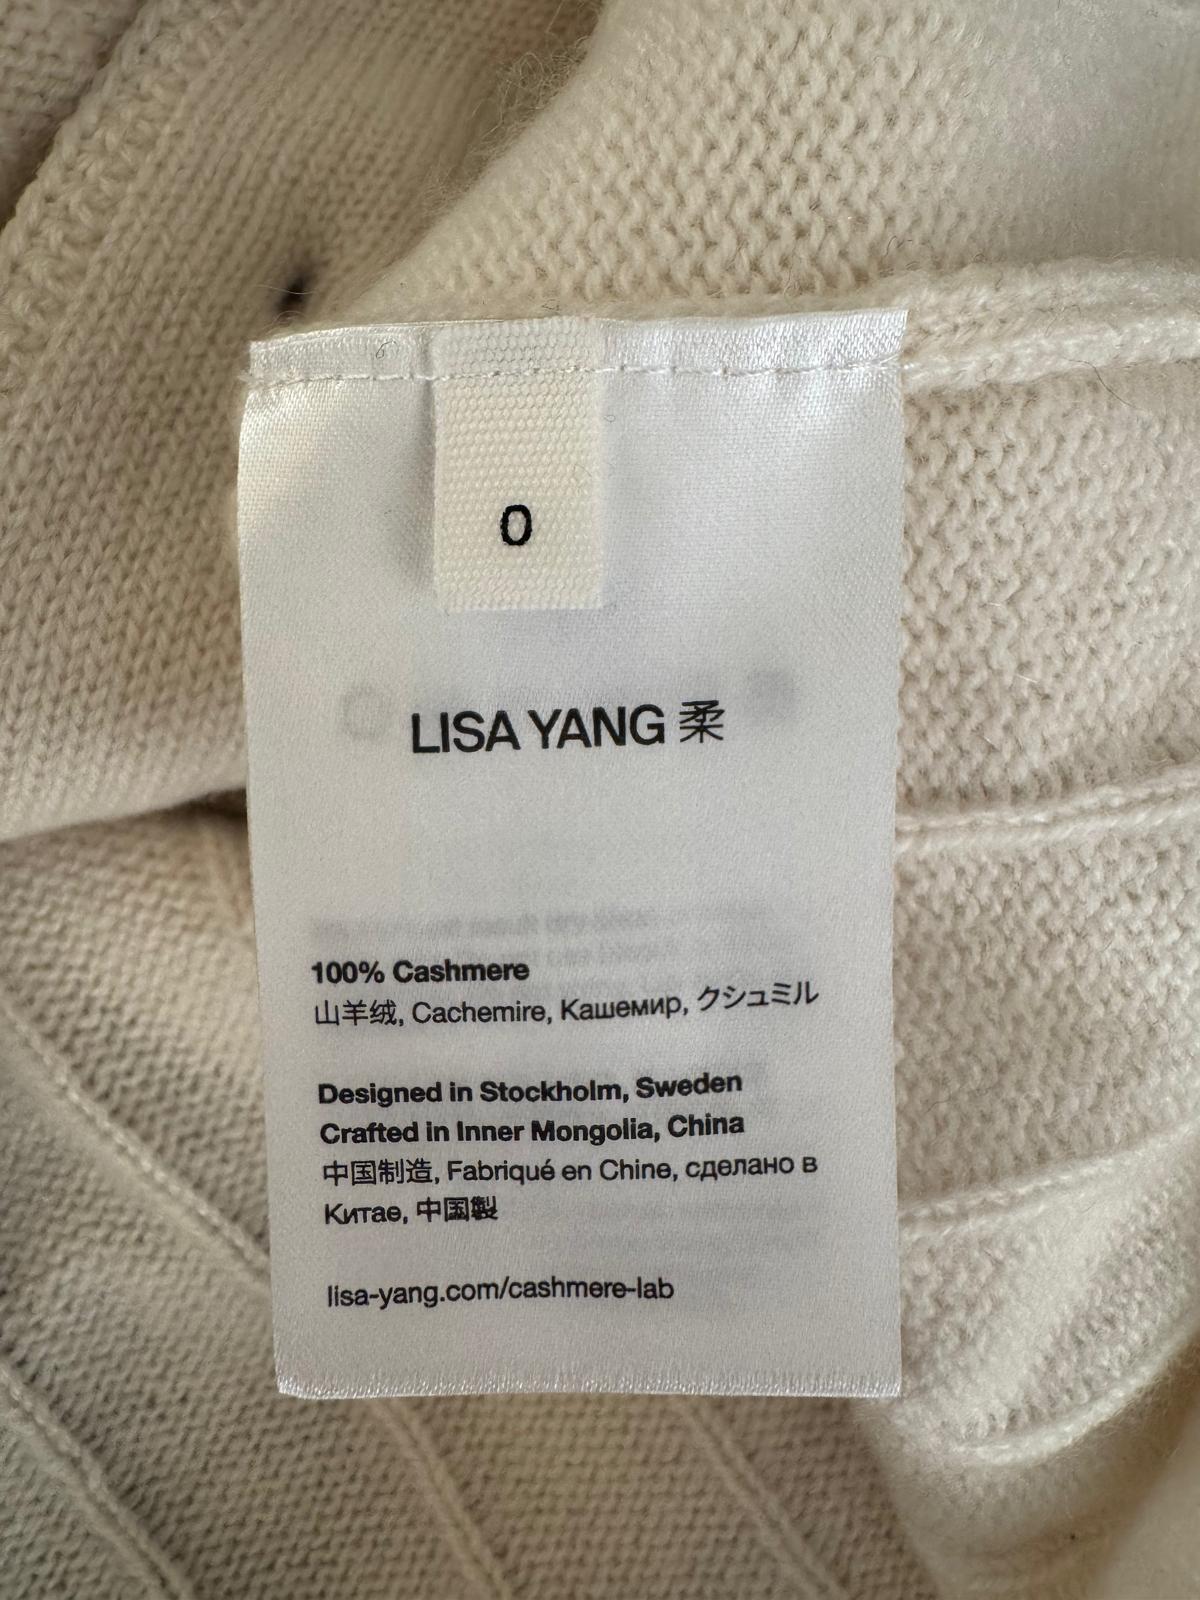 0
LISA YANG 柔
100% Cashmere
山羊绒, Cachemire, Кашемир, クシュミル
Designed in Stockholm, Sweden
Crafted in Inner Mongolia, China
中国制造, Fabriqué en Chine, сделано в
Китае, 中国製
lisa-yang.com/cashmere-lab